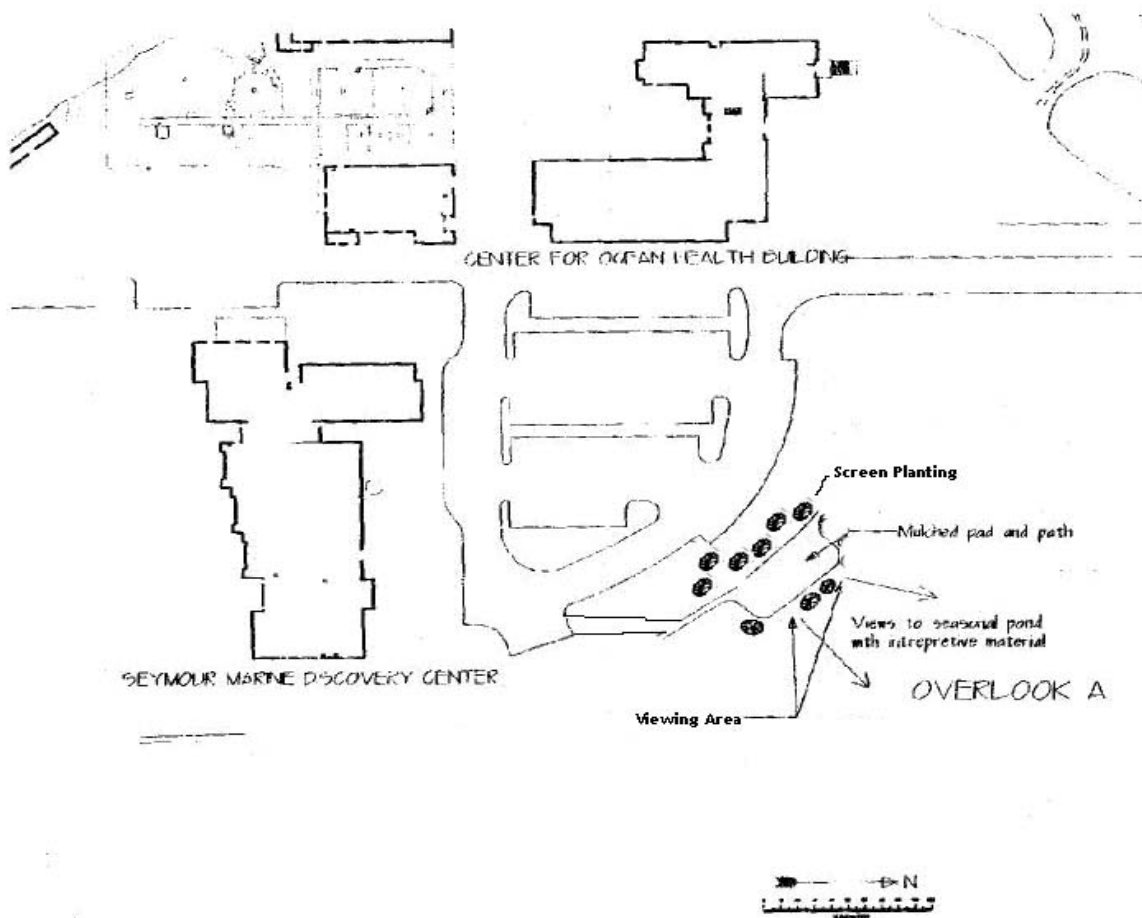 CENTER FOR OCEAN HEALTH BUILDING
Screen Planting
Mulched pad and path
Views to seasonal pond
with intrepretive material
SEYMOUR MARINE DSCOVERY CENTER
OVERLOOK A
Viewing Area
N